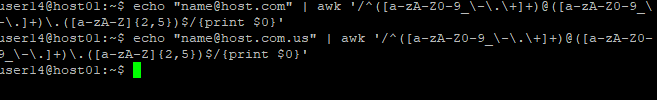 user14@host01:~$ echo "name@host.com" | awk '/^([a-zA-Z0-9_\-\.\+]+)@([a-zA-Z0-9_\
-\.]+)\.([a-zA-Z]{2,5})$/{print $0}'
user14@host01:~$ echo "name@host.com.us" | awk '/^([a-zA-Z0-9_\-\.\+]+)@([a-zA-Z
0-9_\-\.]+)\.([a-zA-Z]{2,5})$/{print $0}'
user14@host01:~$